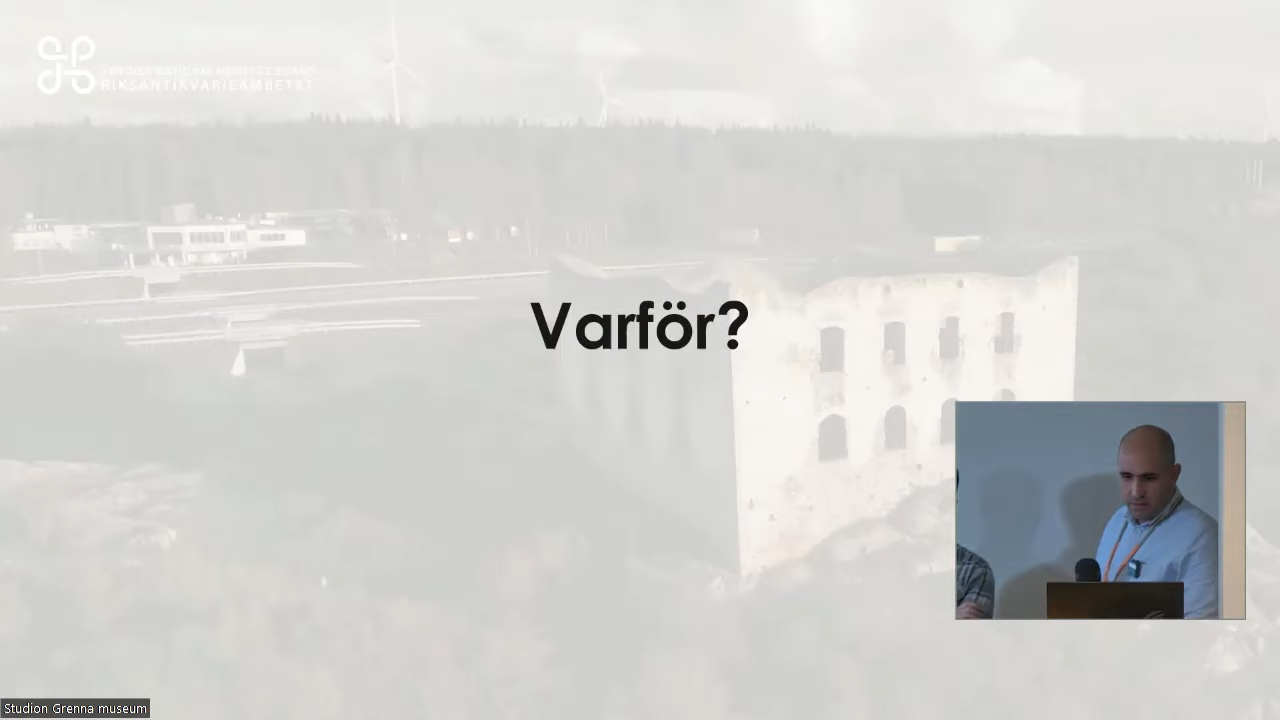 SWEDISH NATIONAL HERITAGE BOARD
RIKSANTIKVARIEÄMBETET
Varför?
Studion Grenna museum